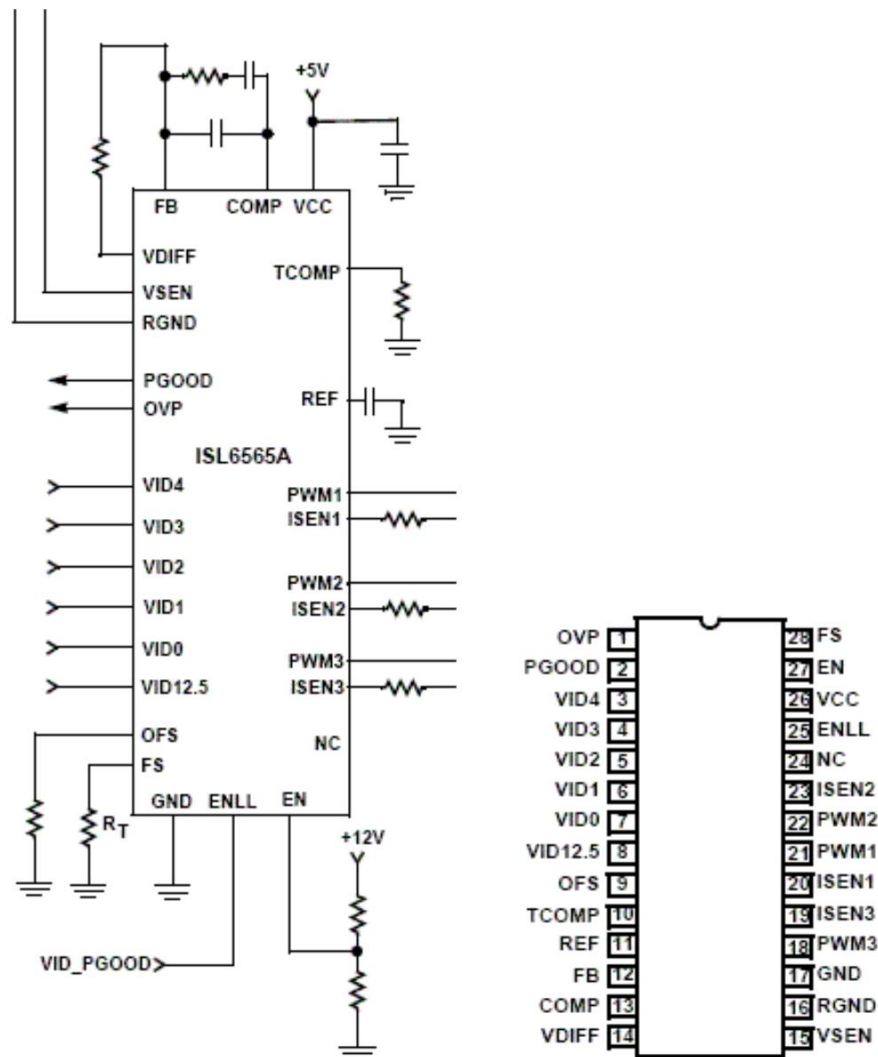 +5V
FB COMP VCC
VDIFF
TCOMP
VSEN
RGND
PGOOD
REF
OVP
ISL6565A
VID4
PWM1
ISEN1
VID3
VID2
PWM2
VID1
ISEN2
VID0
PWM3
VID12.5
ISEN3
OFS
NC
FS
GND ENLL EN
RT
+12V
VID_PGOOD
OVP 1 28 FS
PGOOD 2 27 EN
VID4 3 26 VCC
VID3 4 25 ENLL
VID2 5 24 NC
VID1 6 23 ISEN2
VID0 7 22 PWM2
VID12.5 8 21 PWM1
OFS 9 20 ISEN1
TCOMP 10 19 ISEN3
REF 11 18 PWM3
FB 12 17 GND
COMP 13 16 RGND
VDIFF 14 15 VSEN